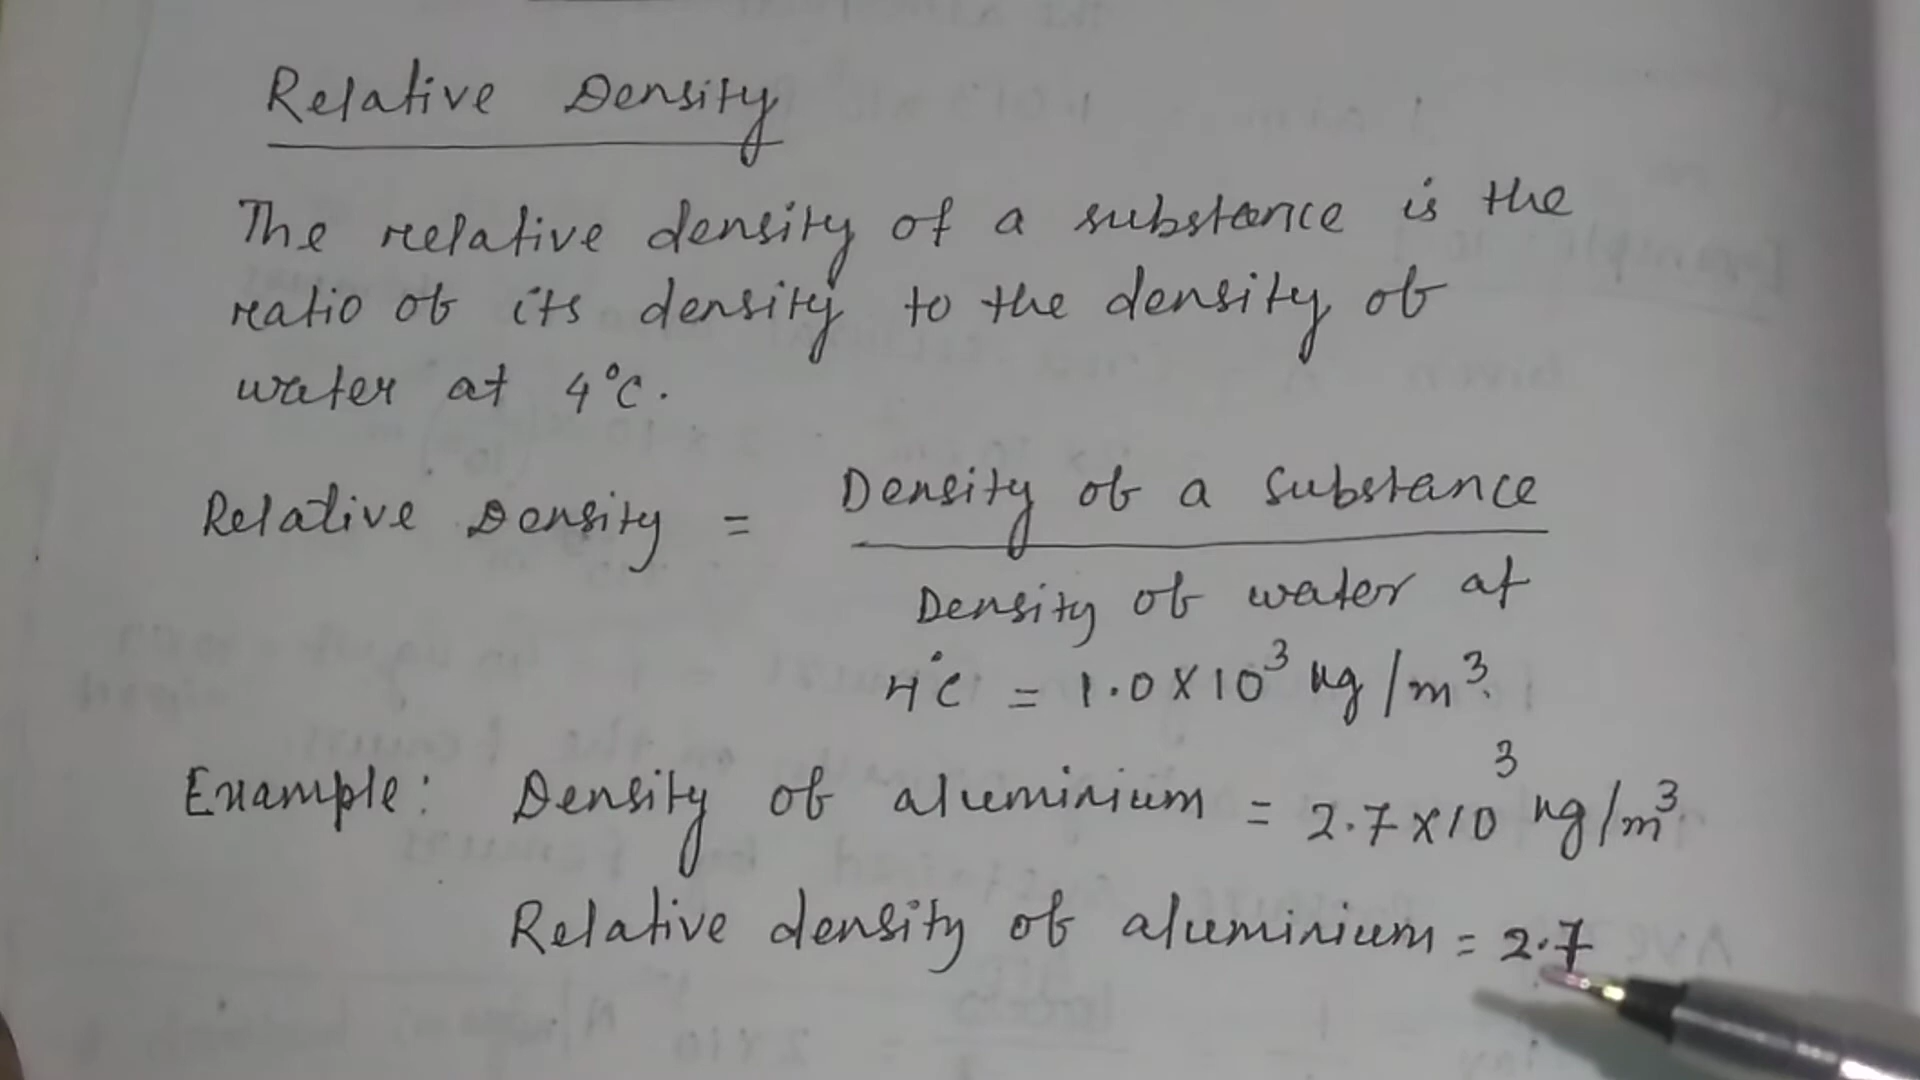 Relative Density
The relative density of a substance is the
ratio of its density to the density of
water at 4°C.
Relative Density = Density of a substance
Density of water at
4°C = 1.0 × 10³ kg/m³.
Example: Density of aluminium = 2.7 × 10³ kg/m³.
Relative density of aluminium = 2.7